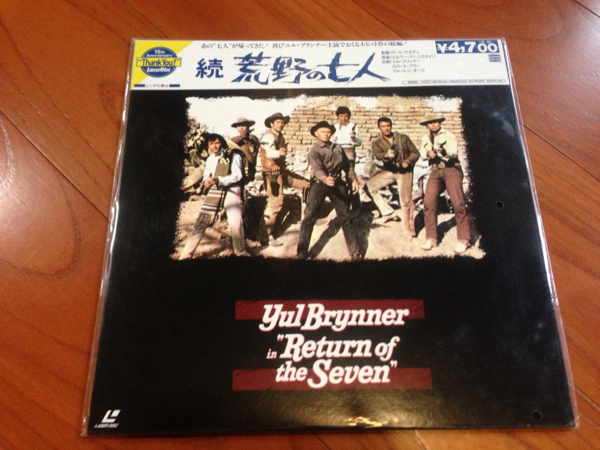 10th
Anniversary
Thank You!
LaserDisc
あの“七人”が帰ってきた! 再びユル・ブリンナー主演でおくる大ヒット作の続編!
¥4,700
続 荒野の七人
Yul Brynner
in "Return of
the Seven"
LASER DISC